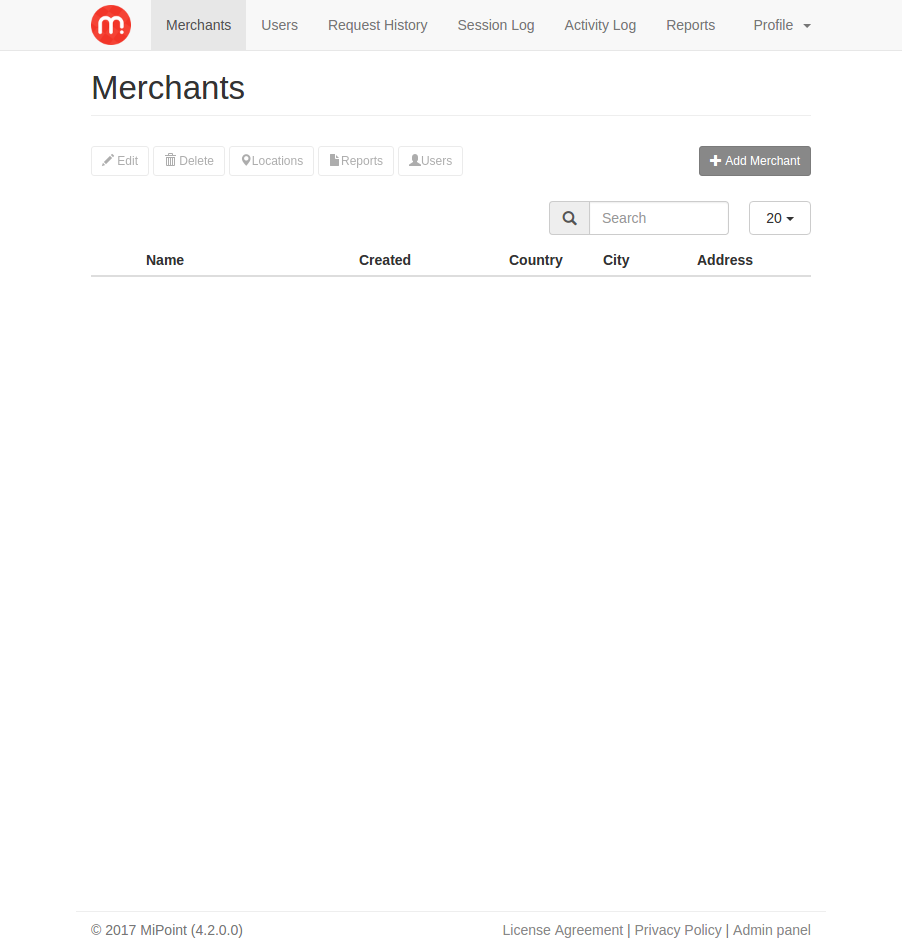 m Merchants Users Request History Session Log Activity Log Reports Profile
Merchants
Edit Delete Locations Reports Users Add Merchant
Search 20
Name Created Country City Address
© 2017 MiPoint (4.2.0.0) License Agreement | Privacy Policy | Admin panel